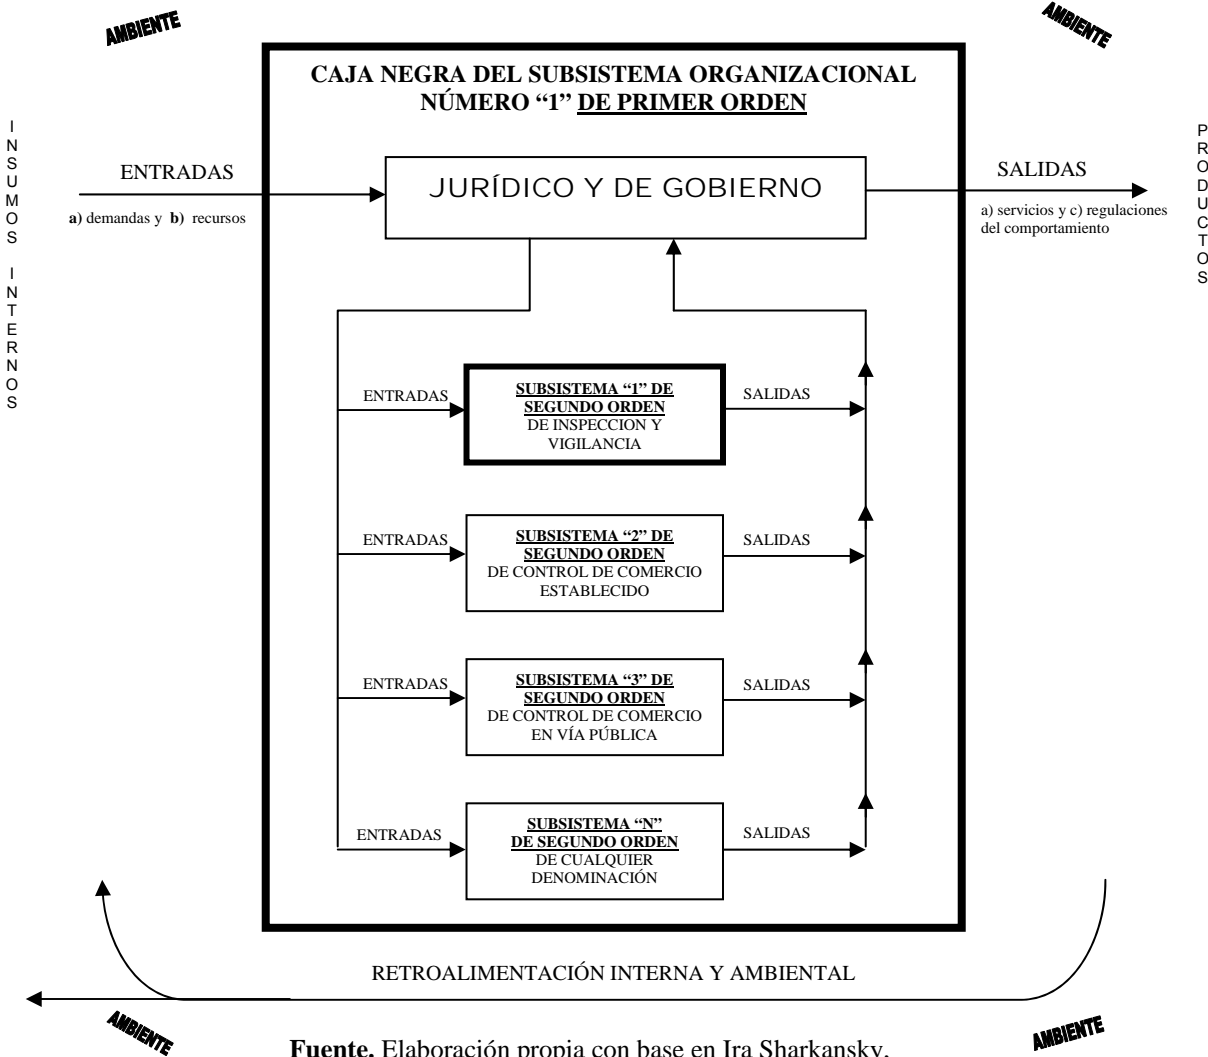 AMBIENTE
AMBIENTE
CAJA NEGRA DEL SUBSISTEMA ORGANIZACIONAL
NÚMERO “1” DE PRIMER ORDEN
INSUMOS INTERNOS
PRODUCTOS
ENTRADAS
a) demandas y b) recursos
JURÍDICO Y DE GOBIERNO
SALIDAS
a) servicios y c) regulaciones
del comportamiento
ENTRADAS
SUBSISTEMA “1” DE
SEGUNDO ORDEN
DE INSPECCION Y
VIGILANCIA
SALIDAS
ENTRADAS
SUBSISTEMA “2” DE
SEGUNDO ORDEN
DE CONTROL DE COMERCIO
ESTABLECIDO
SALIDAS
ENTRADAS
SUBSISTEMA “3” DE
SEGUNDO ORDEN
DE CONTROL DE COMERCIO
EN VÍA PÚBLICA
SALIDAS
ENTRADAS
SUBSISTEMA “N”
DE SEGUNDO ORDEN
DE CUALQUIER
DENOMINACIÓN
SALIDAS
RETROALIMENTACIÓN INTERNA Y AMBIENTAL
AMBIENTE
AMBIENTE
Fuente. Elaboración propia con base en Ira Sharkansky.